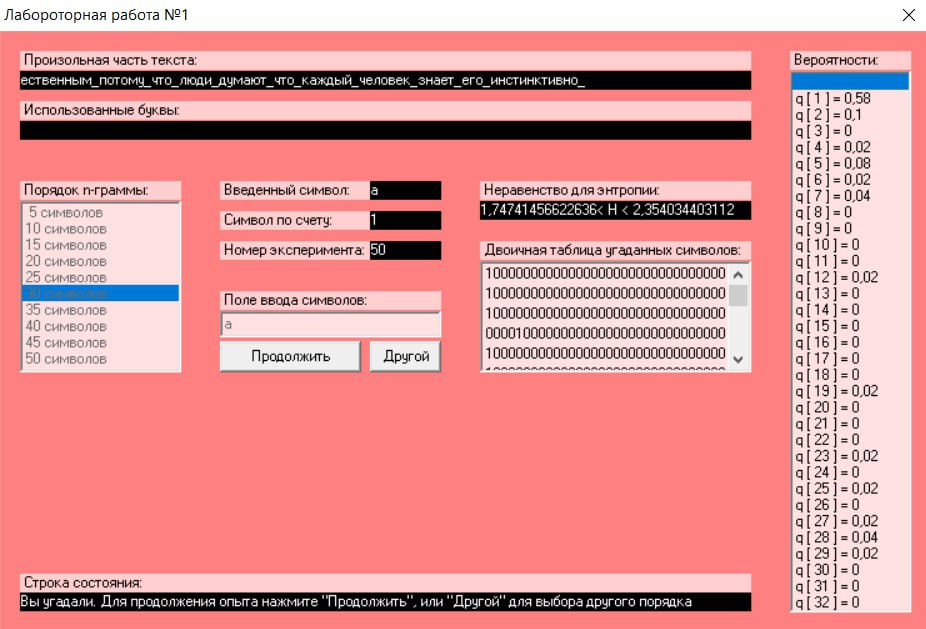 Лабороторная работа №1
Произольная часть текста:
ественным_потому_что_люди_думают_что_каждый_человек_знает_его_инстинктивно_
Использованные буквы:
Порядок n-граммы:
5 символов
10 символов
15 символов
20 символов
25 символов
30 символов
35 символов
40 символов
45 символов
50 символов
Введенный символ: а
Символ по счету: 1
Номер эксперимента: 50
Поле ввода символов:
а
Продолжить
Другой
Неравенство для энтропии:
1,74741456622636< H < 2,354034403112
Двоичная таблица угаданных символов:
10000000000000000000000000000000
10000000000000000000000000000000
10000000000000000000000000000000
00001000000000000000000000000000
10000000000000000000000000000000
Вероятности:
q [ 1 ] = 0,58
q [ 2 ] = 0,1
q [ 3 ] = 0
q [ 4 ] = 0,02
q [ 5 ] = 0,08
q [ 6 ] = 0,02
q [ 7 ] = 0,04
q [ 8 ] = 0
q [ 9 ] = 0
q [ 10 ] = 0
q [ 11 ] = 0
q [ 12 ] = 0,02
q [ 13 ] = 0
q [ 14 ] = 0
q [ 15 ] = 0
q [ 16 ] = 0
q [ 17 ] = 0
q [ 18 ] = 0
q [ 19 ] = 0,02
q [ 20 ] = 0
q [ 21 ] = 0
q [ 22 ] = 0
q [ 23 ] = 0,02
q [ 24 ] = 0
q [ 25 ] = 0,02
q [ 26 ] = 0
q [ 27 ] = 0,02
q [ 28 ] = 0,04
q [ 29 ] = 0,02
q [ 30 ] = 0
q [ 31 ] = 0
q [ 32 ] = 0
Строка состояния:
Вы угадали. Для продолжения опыта нажмите "Продолжить", или "Другой" для выбора другого порядка